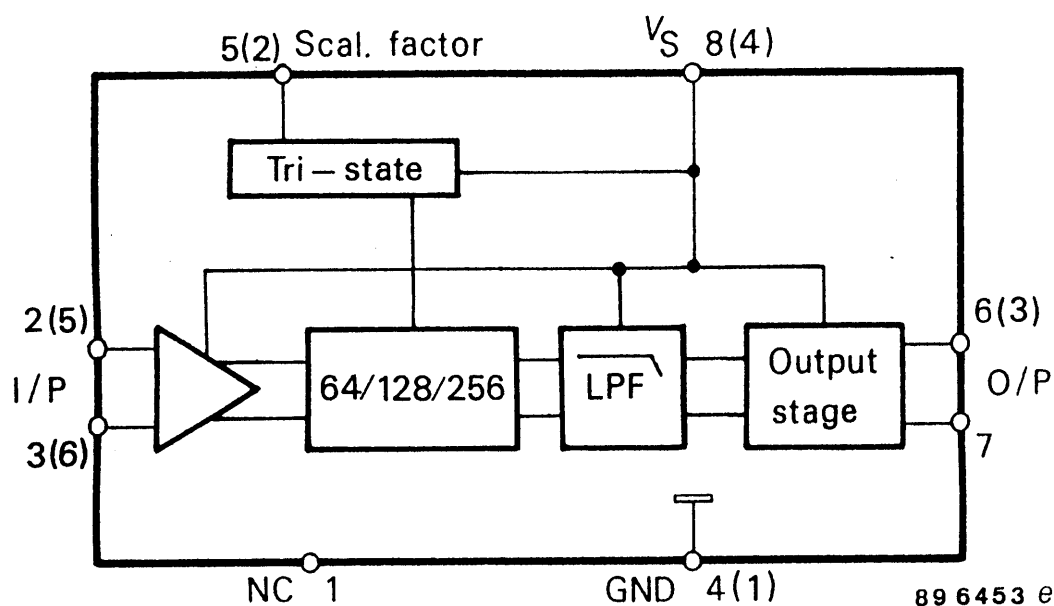 5(2) Scal. factor
VS 8(4)
Tri – state
2(5)
I/P
3(6)
64/128/256
LPF
Output
stage
6(3)
O/P
7
NC 1
GND 4(1)
89 6453 e